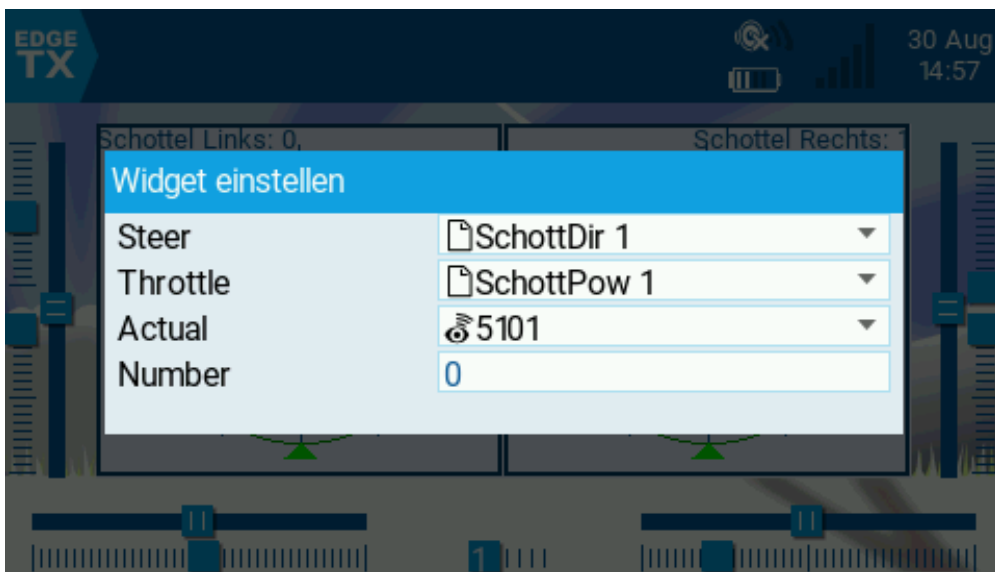 EDGE
TX
30 Aug
14:57
Schottel Links: 0,
Schottel Rechts: 1
Widget einstellen
Steer SchottDir 1
Throttle SchottPow 1
Actual 5101
Number 0
1